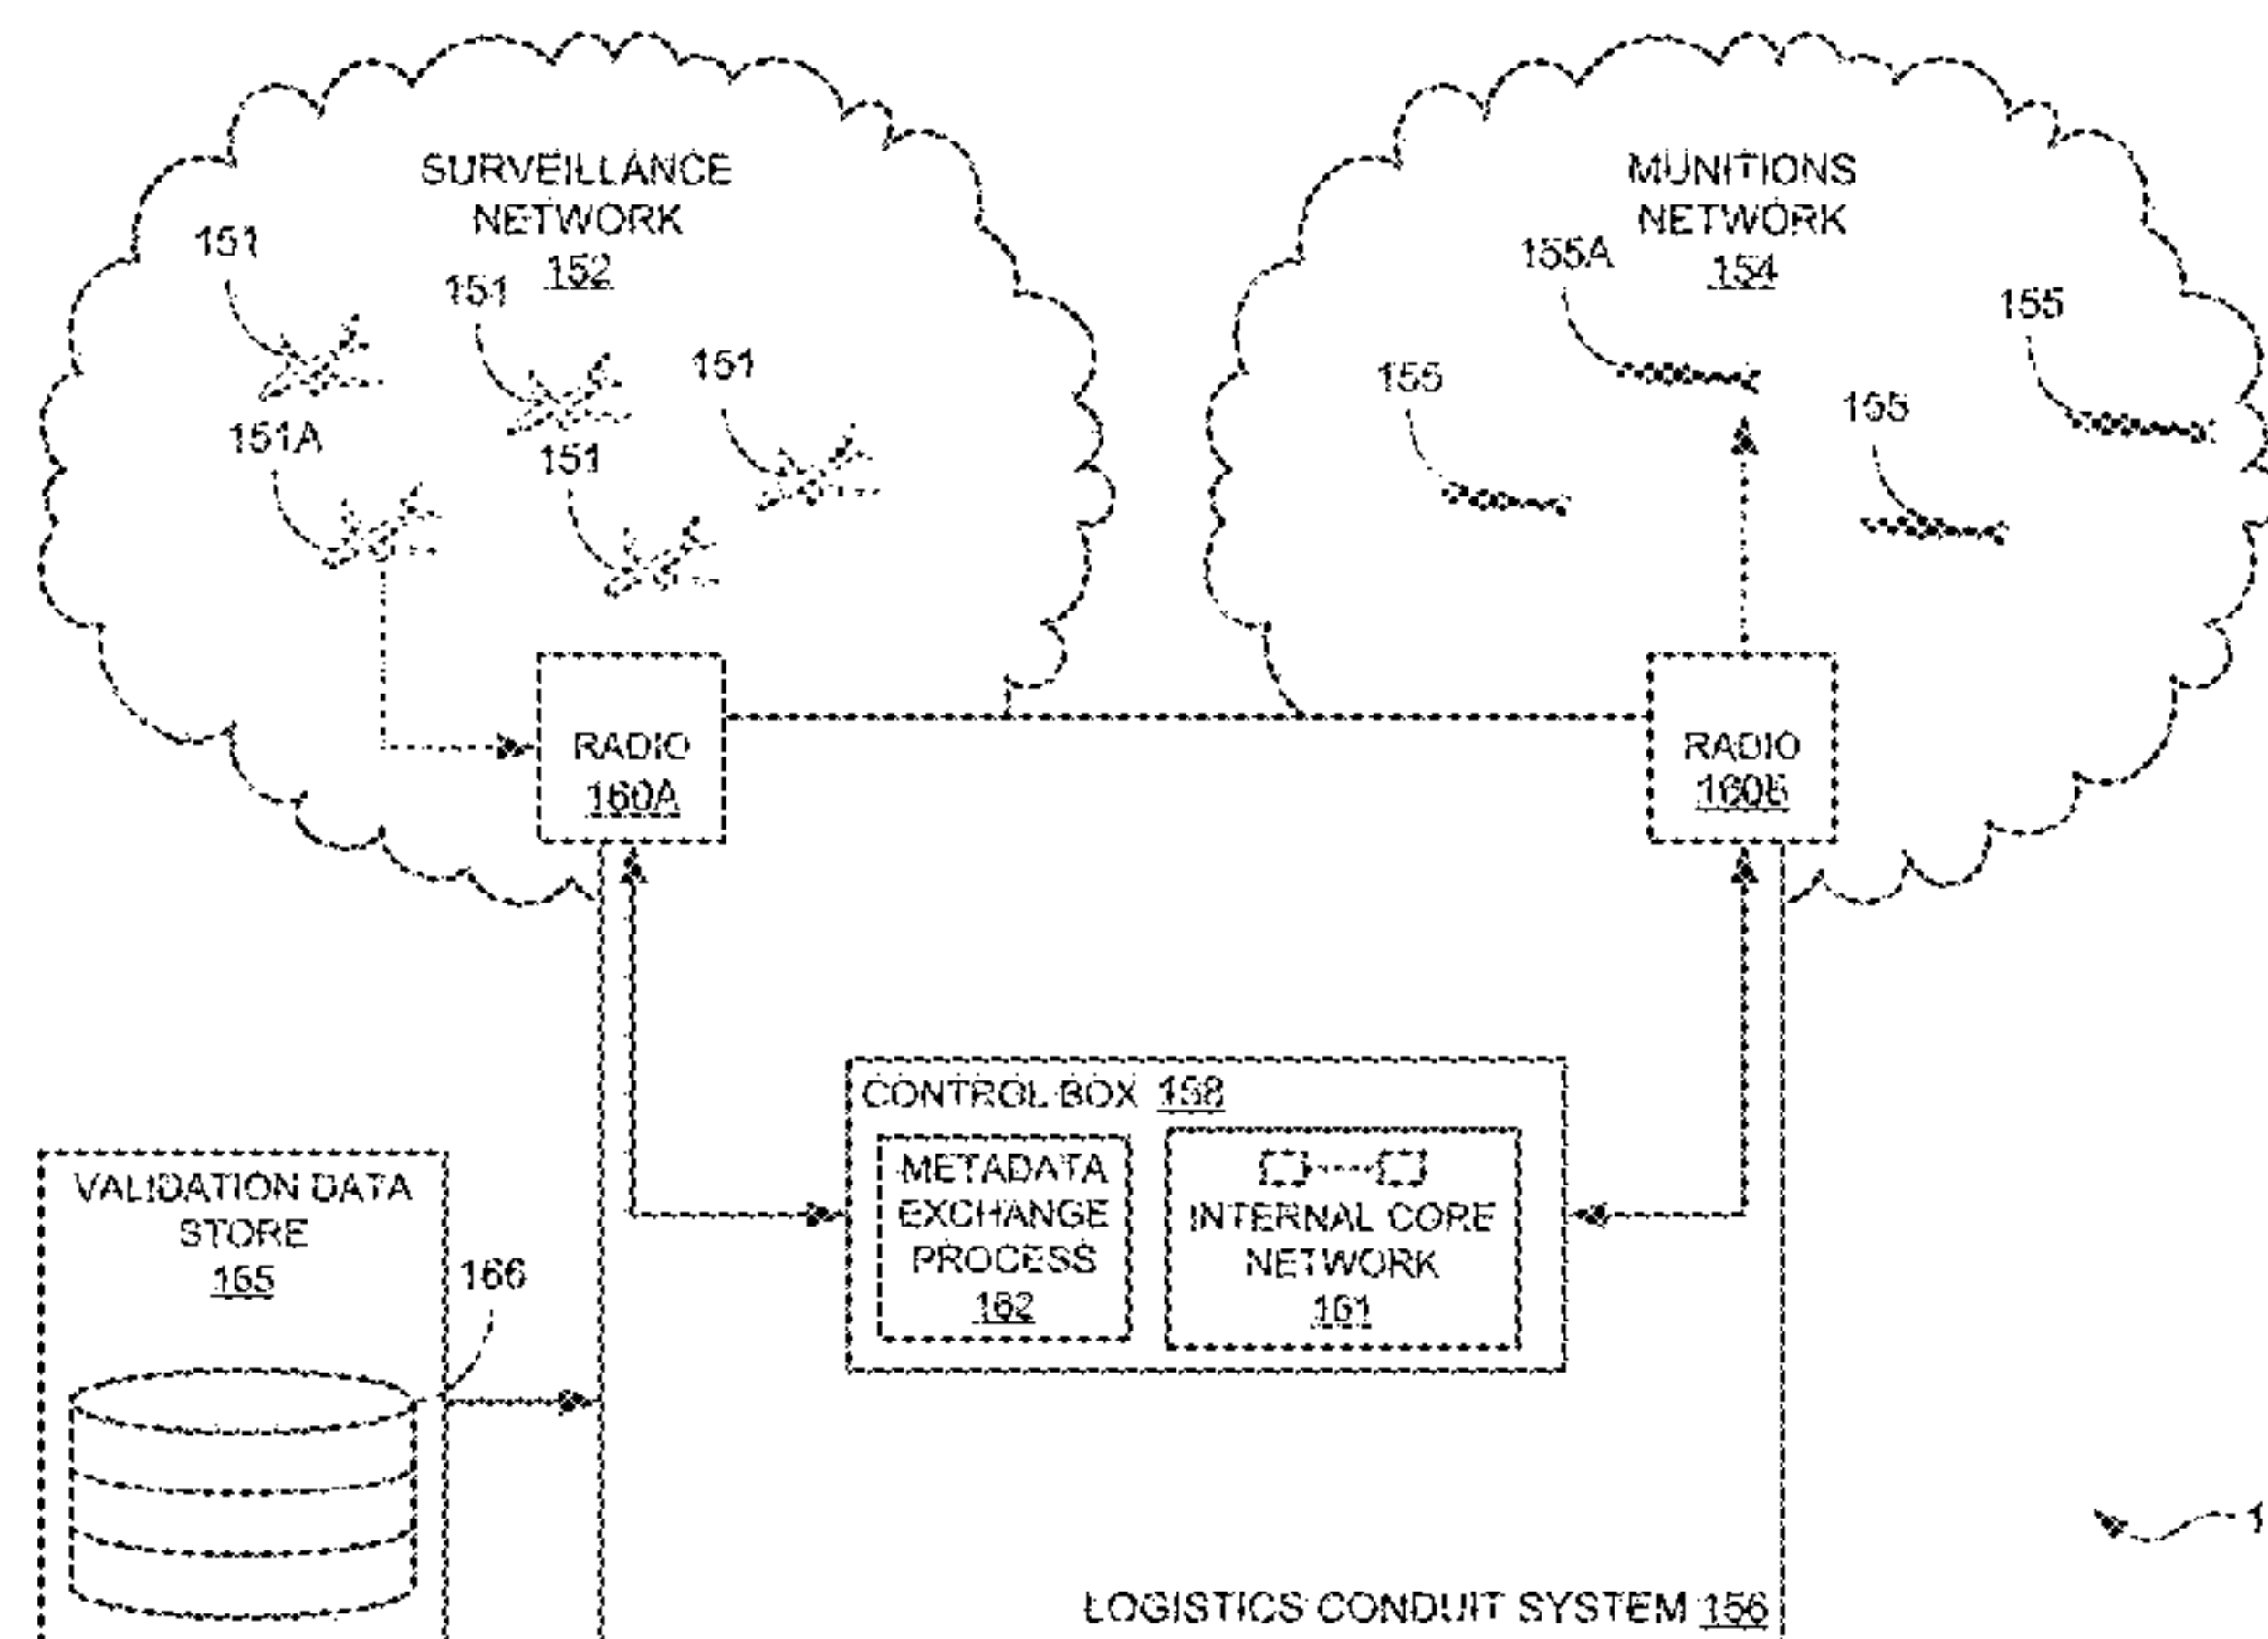 SURVEILLANCE
NETWORK
152
151
151
151
151A
151
MUNITIONS
NETWORK
154
155A
155
155
155
RADIO
160A
RADIO
160B
CONTROL BOX 158
METADATA
EXCHANGE
PROCESS
162
INTERNAL CORE
NETWORK
161
VALIDATION DATA
STORE
165
166
LOGISTICS CONDUIT SYSTEM 156